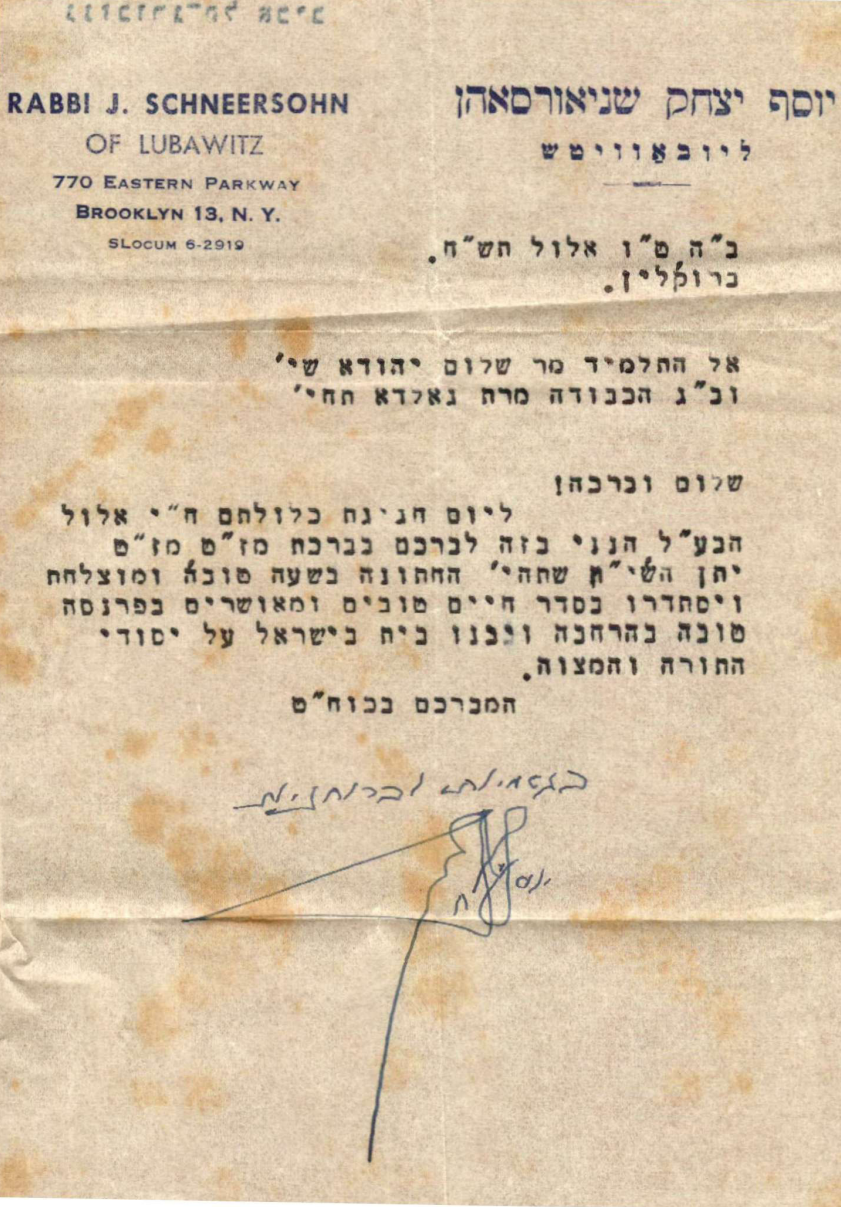 RABBI J. SCHNEERSOHN
OF LUBAWITZ
770 EASTERN PARKWAY
BROOKLYN 13, N. Y.
SLOCUM 6-2919
יוסף יצחק שניאורסאהן
ליובאַוויטש
ב"ה, ט"ו אלול תש"ח.
ברוקלין.
אל התלמיד מר שלום יהודא שי'
וב"ג הכבודה מרת גאלדא תחי'
שלום וברכה!
ליום חגיגת כלולתם ח"י אלול
הבע"ל, הנני בזה לברכם בברכת מז"ט מז"ט
יתן השי"ת שתהי' החתונה בשעה טובה ומוצלחת
ויסתדרו בסדר חיים טובים ומאושרים בפרנסה
טובה בהרחבה ויבנו בית בישראל על יסודי
התורה והמצוה.
המברכם בכוח"ט
בגשמיות וברוחניות